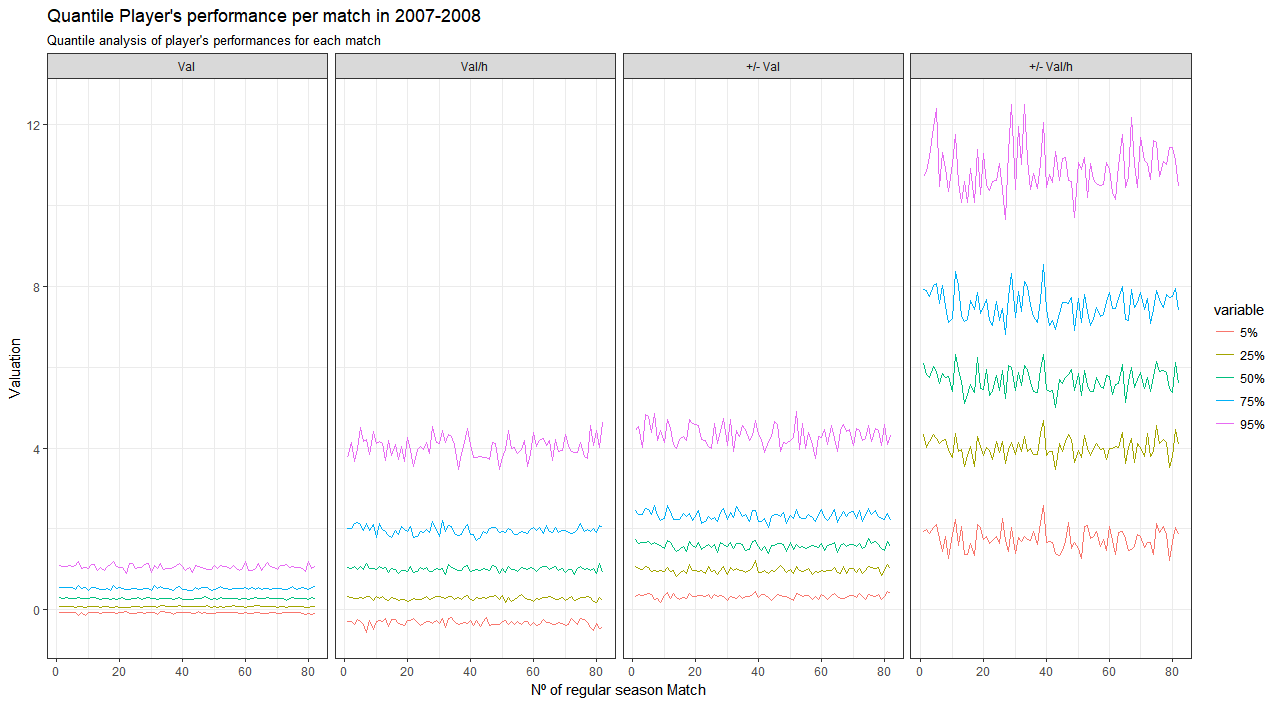 Quantile Player's performance per match in 2007-2008
Quantile analysis of player's performances for each match
Val
Val/h
+/- Val
+/- Val/h
12
8
4
0
Valuation
0 20 40 60 80
0 20 40 60 80
0 20 40 60 80
0 20 40 60 80
Nº of regular season Match
variable
5%
25%
50%
75%
95%